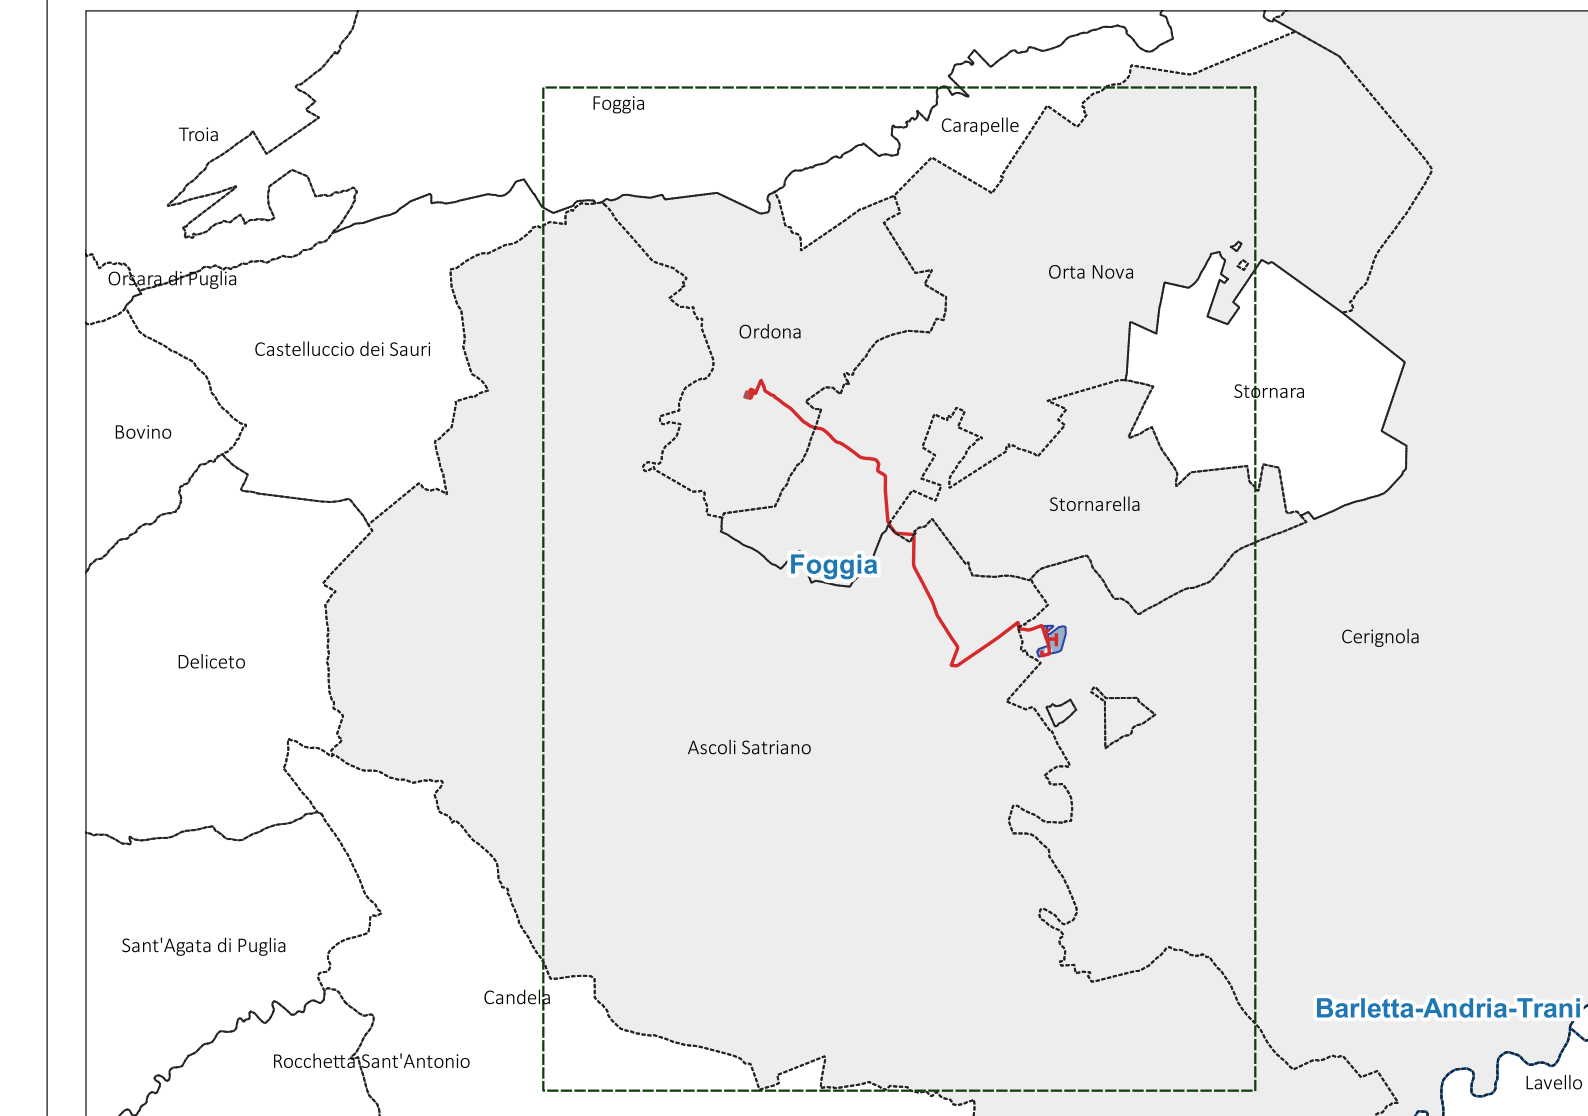 Foggia
Carapelle
Troia
Orsara di Puglia
Orta Nova
Ordona
Castelluccio dei Sauri
Stornara
Bovino
Stornarella
Foggia
Cerignola
Deliceto
Ascoli Satriano
Sant'Agata di Puglia
Candela
Barletta-Andria-Trani
Rocchetta Sant'Antonio
Lavello